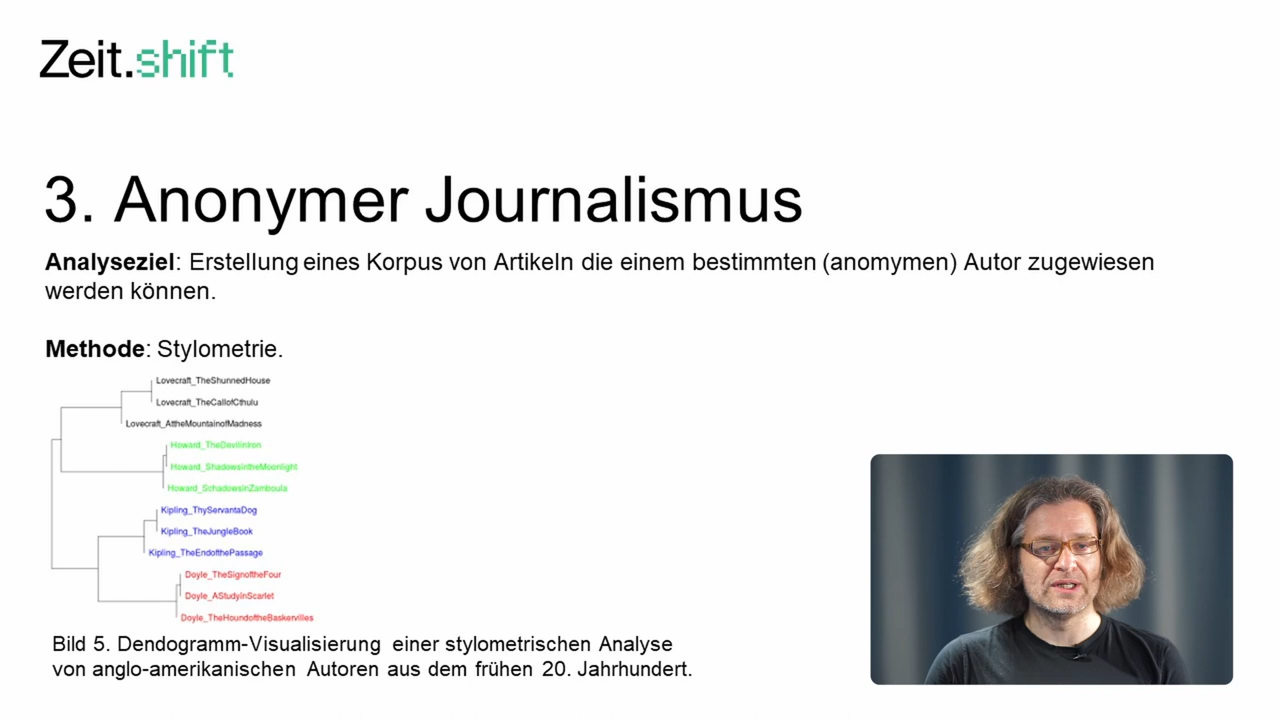 Zeit.shift
3. Anonymer Journalismus
Analyseziel: Erstellung eines Korpus von Artikeln die einem bestimmten (anomymen) Autor zugewiesen
werden können.
Methode: Stylometrie.
Lovecraft_TheShunnedHouse
Lovecraft_TheCallofCthulu
Lovecraft_AttheMountainofMadness
Howard_TheDevilinIron
Howard_ShadowsintheMoonlight
Howard_SchadowsinZamboula
Kipling_ThyServantaDog
Kipling_TheJungleBook
Kipling_TheEndofthePassage
Doyle_TheSignoftheFour
Doyle_AStudyinScarlet
Doyle_TheHoundoftheBaskervilles
Bild 5. Dendogramm-Visualisierung einer stylometrischen Analyse
von anglo-amerikanischen Autoren aus dem frühen 20. Jahrhundert.